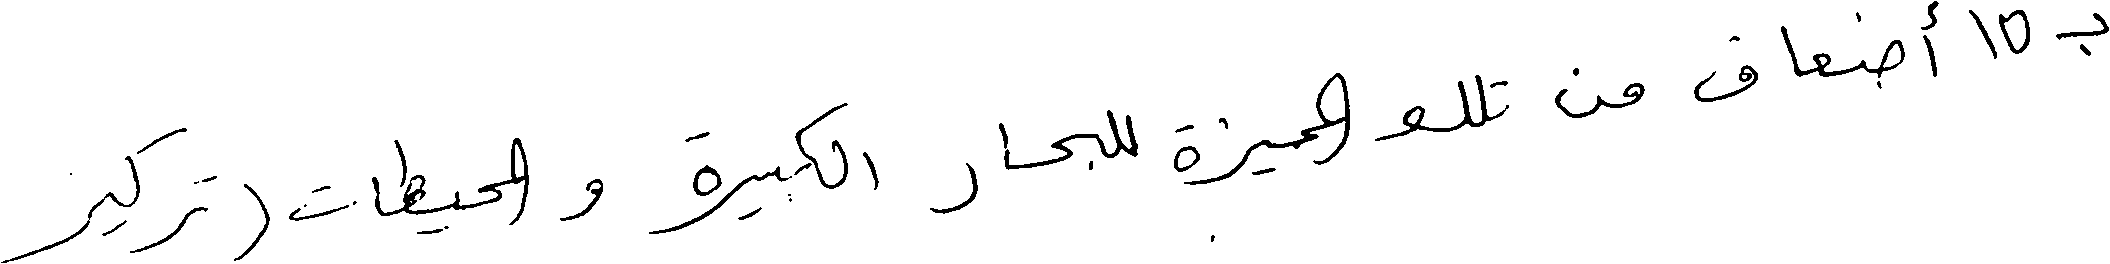 بـ ١٥ أضعاف من تلك المميزة للبحار الكبيرة و المحيطات (تركيز